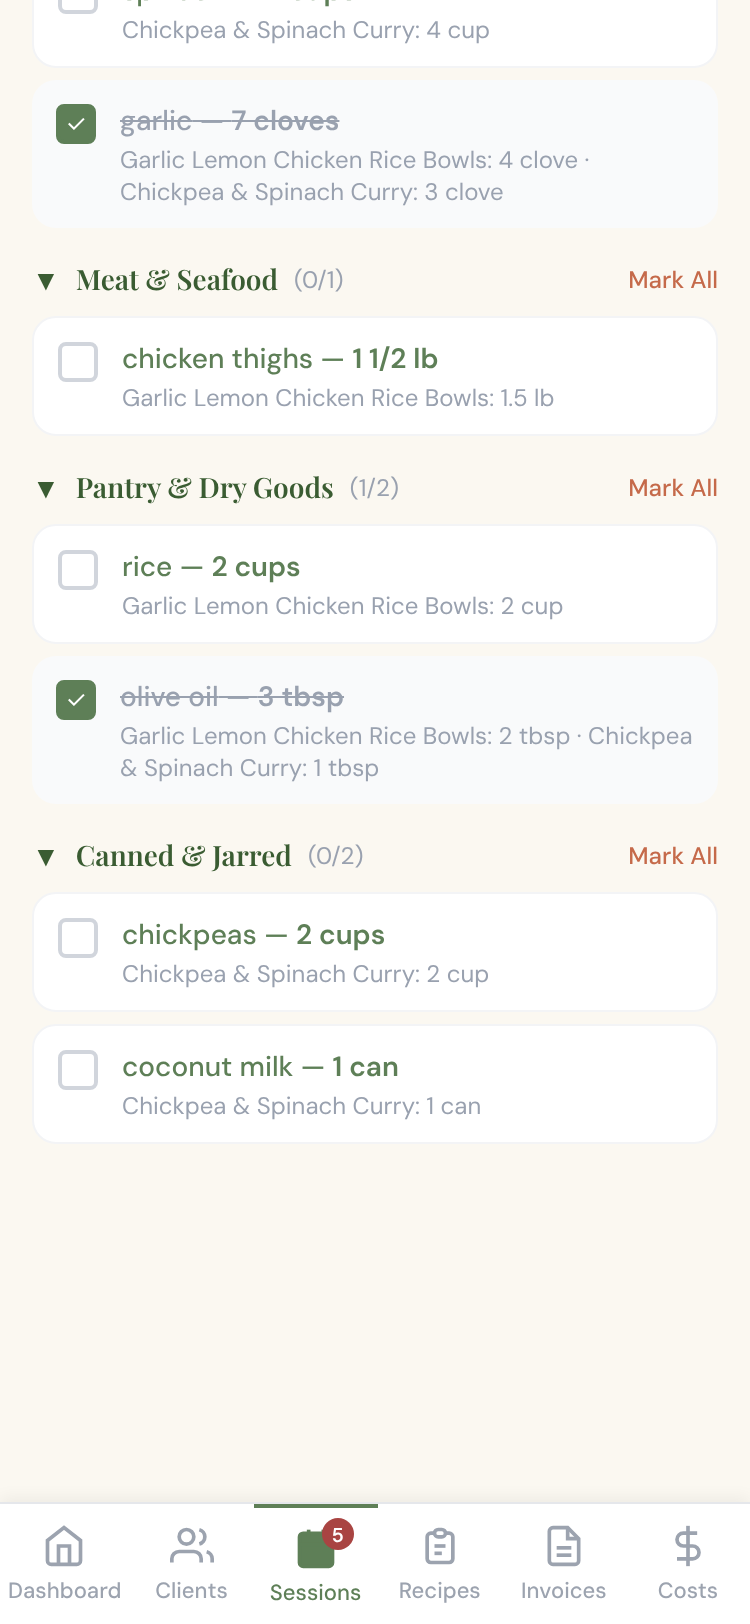 Chickpea & Spinach Curry: 4 cup
garlic — 7 cloves
Garlic Lemon Chicken Rice Bowls: 4 clove ·
Chickpea & Spinach Curry: 3 clove
▼ Meat & Seafood (0/1) Mark All
chicken thighs — 1 1/2 lb
Garlic Lemon Chicken Rice Bowls: 1.5 lb
▼ Pantry & Dry Goods (1/2) Mark All
rice — 2 cups
Garlic Lemon Chicken Rice Bowls: 2 cup
olive oil — 3 tbsp
Garlic Lemon Chicken Rice Bowls: 2 tbsp · Chickpea
& Spinach Curry: 1 tbsp
▼ Canned & Jarred (0/2) Mark All
chickpeas — 2 cups
Chickpea & Spinach Curry: 2 cup
coconut milk — 1 can
Chickpea & Spinach Curry: 1 can
5
Dashboard Clients Sessions Recipes Invoices Costs